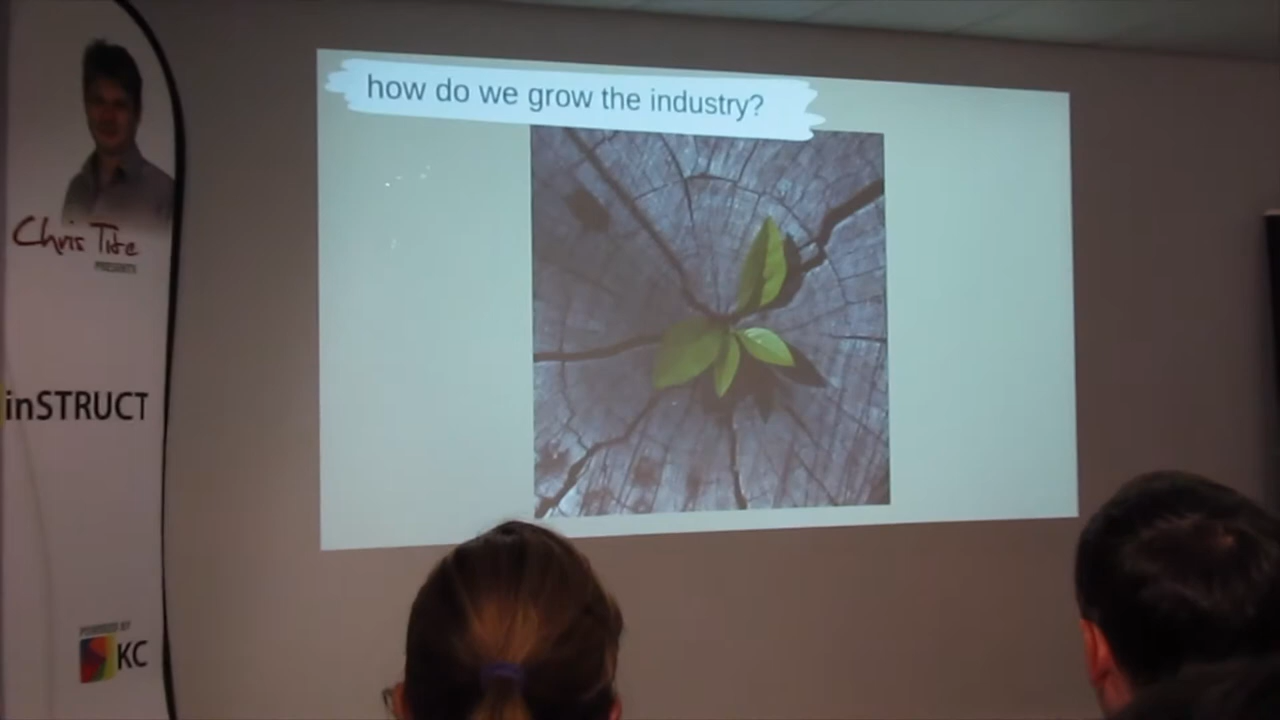 how do we grow the industry?
Chris Tite
PRESENTS
inSTRUCT
POWERED BY
KC